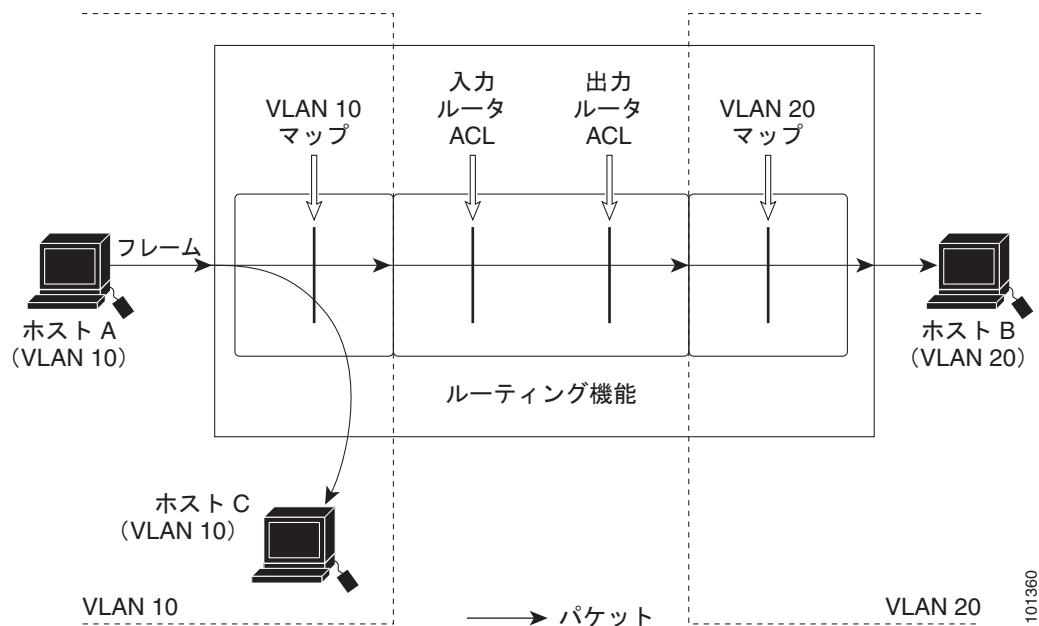 VLAN 10
マップ
入力
ルータ
ACL
出力
ルータ
ACL
VLAN 20
マップ
フレーム
ホスト A
（VLAN 10）
ホスト B
（VLAN 20）
ルーティング機能
ホスト C
（VLAN 10）
VLAN 10
パケット
VLAN 20
101360